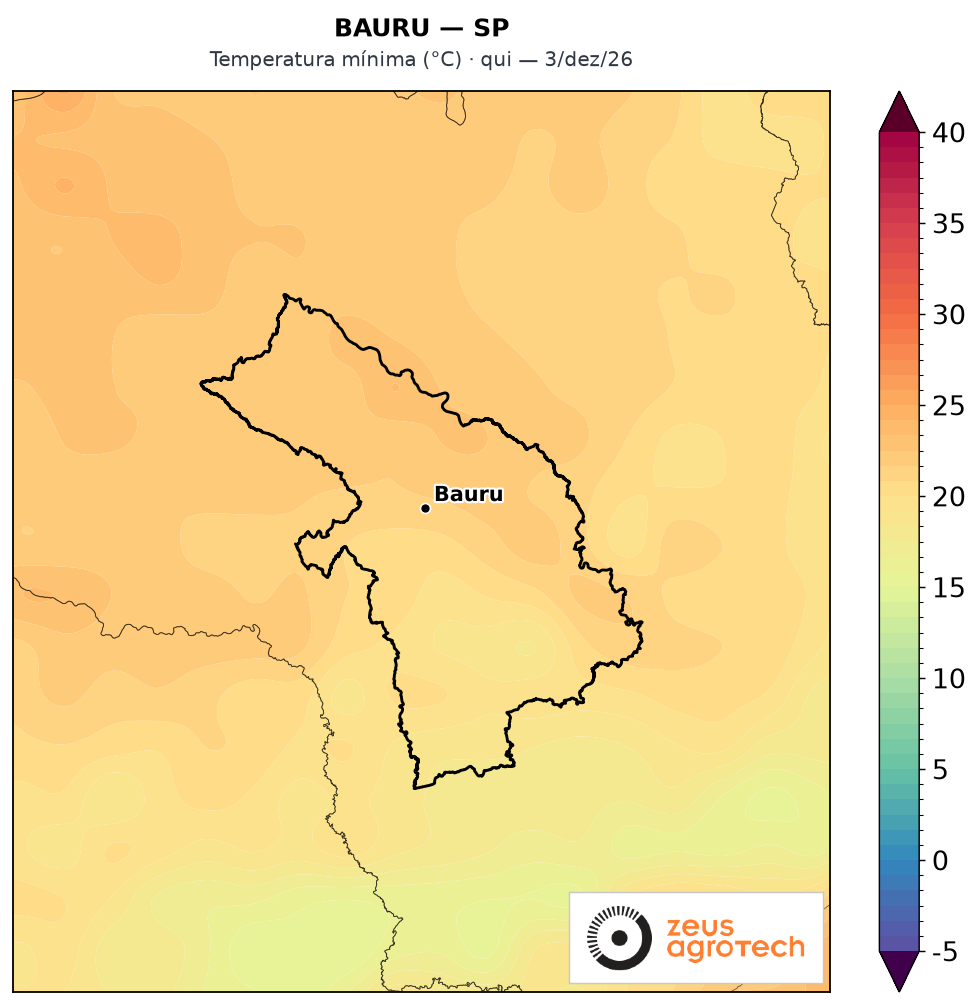 BAURU — SP
Temperatura mínima (°C) · qui — 3/dez/26
40
35
30
25
20
15
10
5
0
-5
Bauru
zeus
agrotech